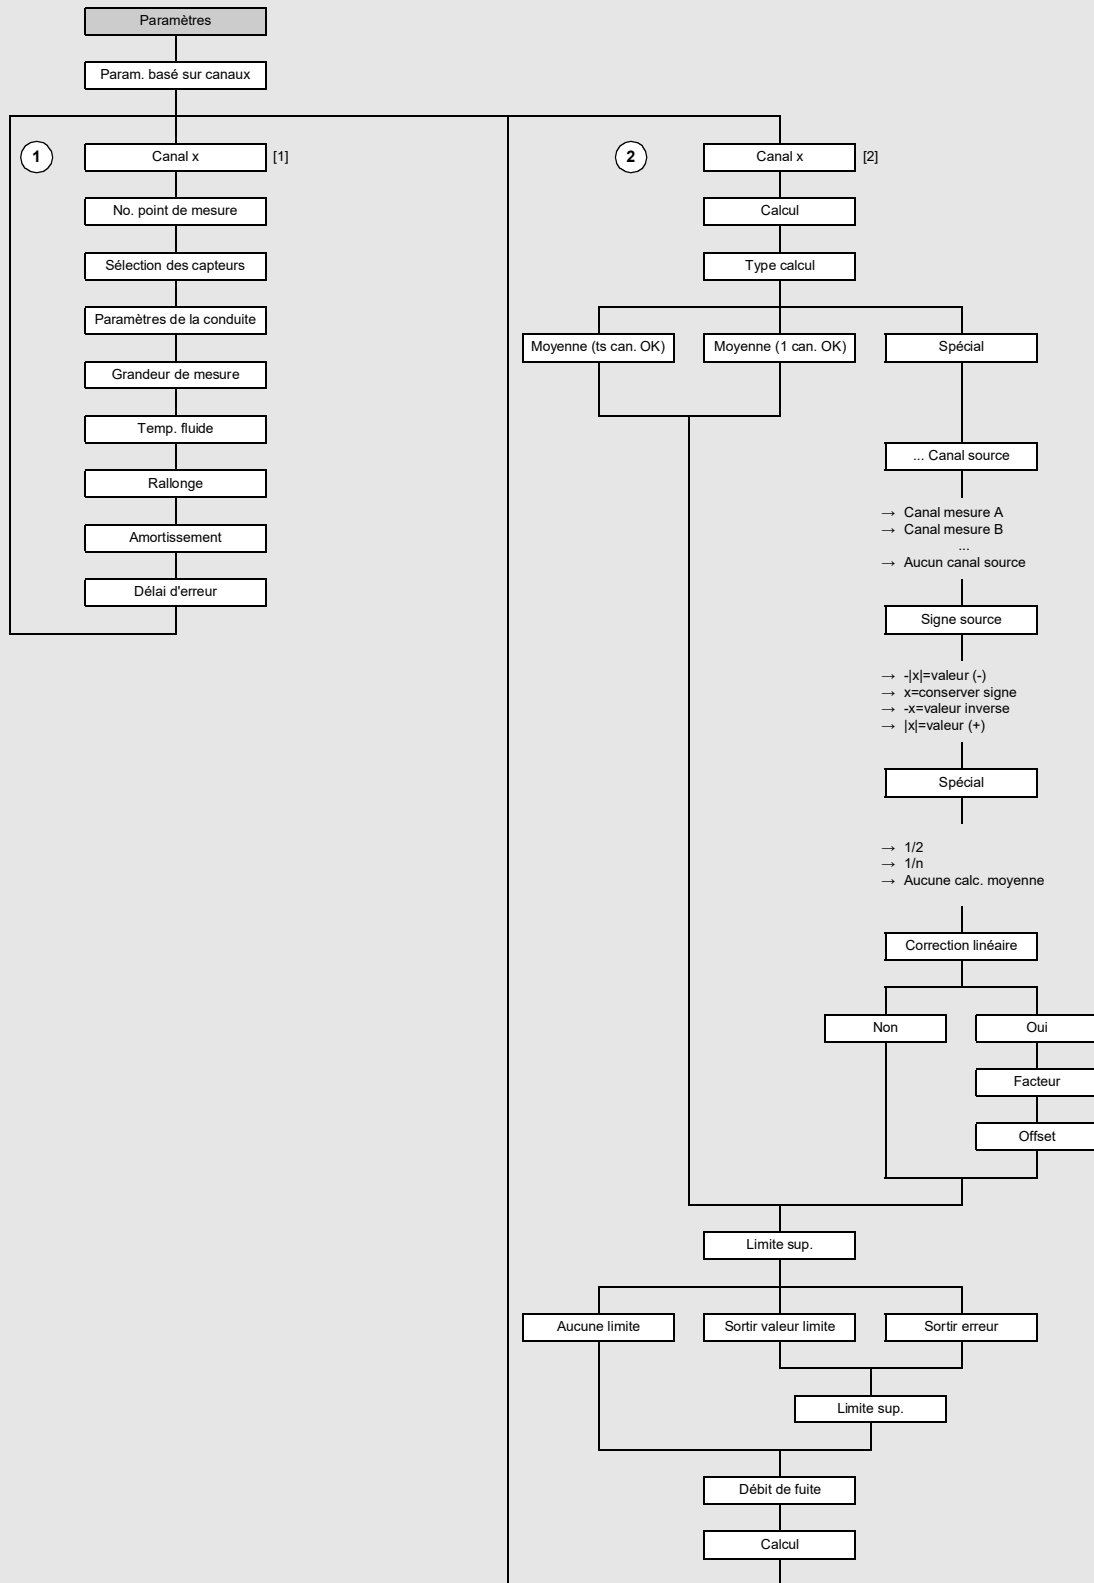 Paramètres
Param. basé sur canaux
1
Canal x
[1]
No. point de mesure
Sélection des capteurs
Paramètres de la conduite
Grandeur de mesure
Temp. fluide
Rallonge
Amortissement
Délai d'erreur
2
Canal x
[2]
Calcul
Type calcul
Moyenne (ts can. OK)
Moyenne (1 can. OK)
Spécial
... Canal source
→ Canal mesure A
→ Canal mesure B
...
→ Aucun canal source
Signe source
→ -|x|=valeur (-)
→ x=conserver signe
→ -x=valeur inverse
→ |x|=valeur (+)
Spécial
→ 1/2
→ 1/n
→ Aucune calc. moyenne
Correction linéaire
Non
Oui
Facteur
Offset
Limite sup.
Aucune limite
Sortir valeur limite
Sortir erreur
Limite sup.
Débit de fuite
Calcul